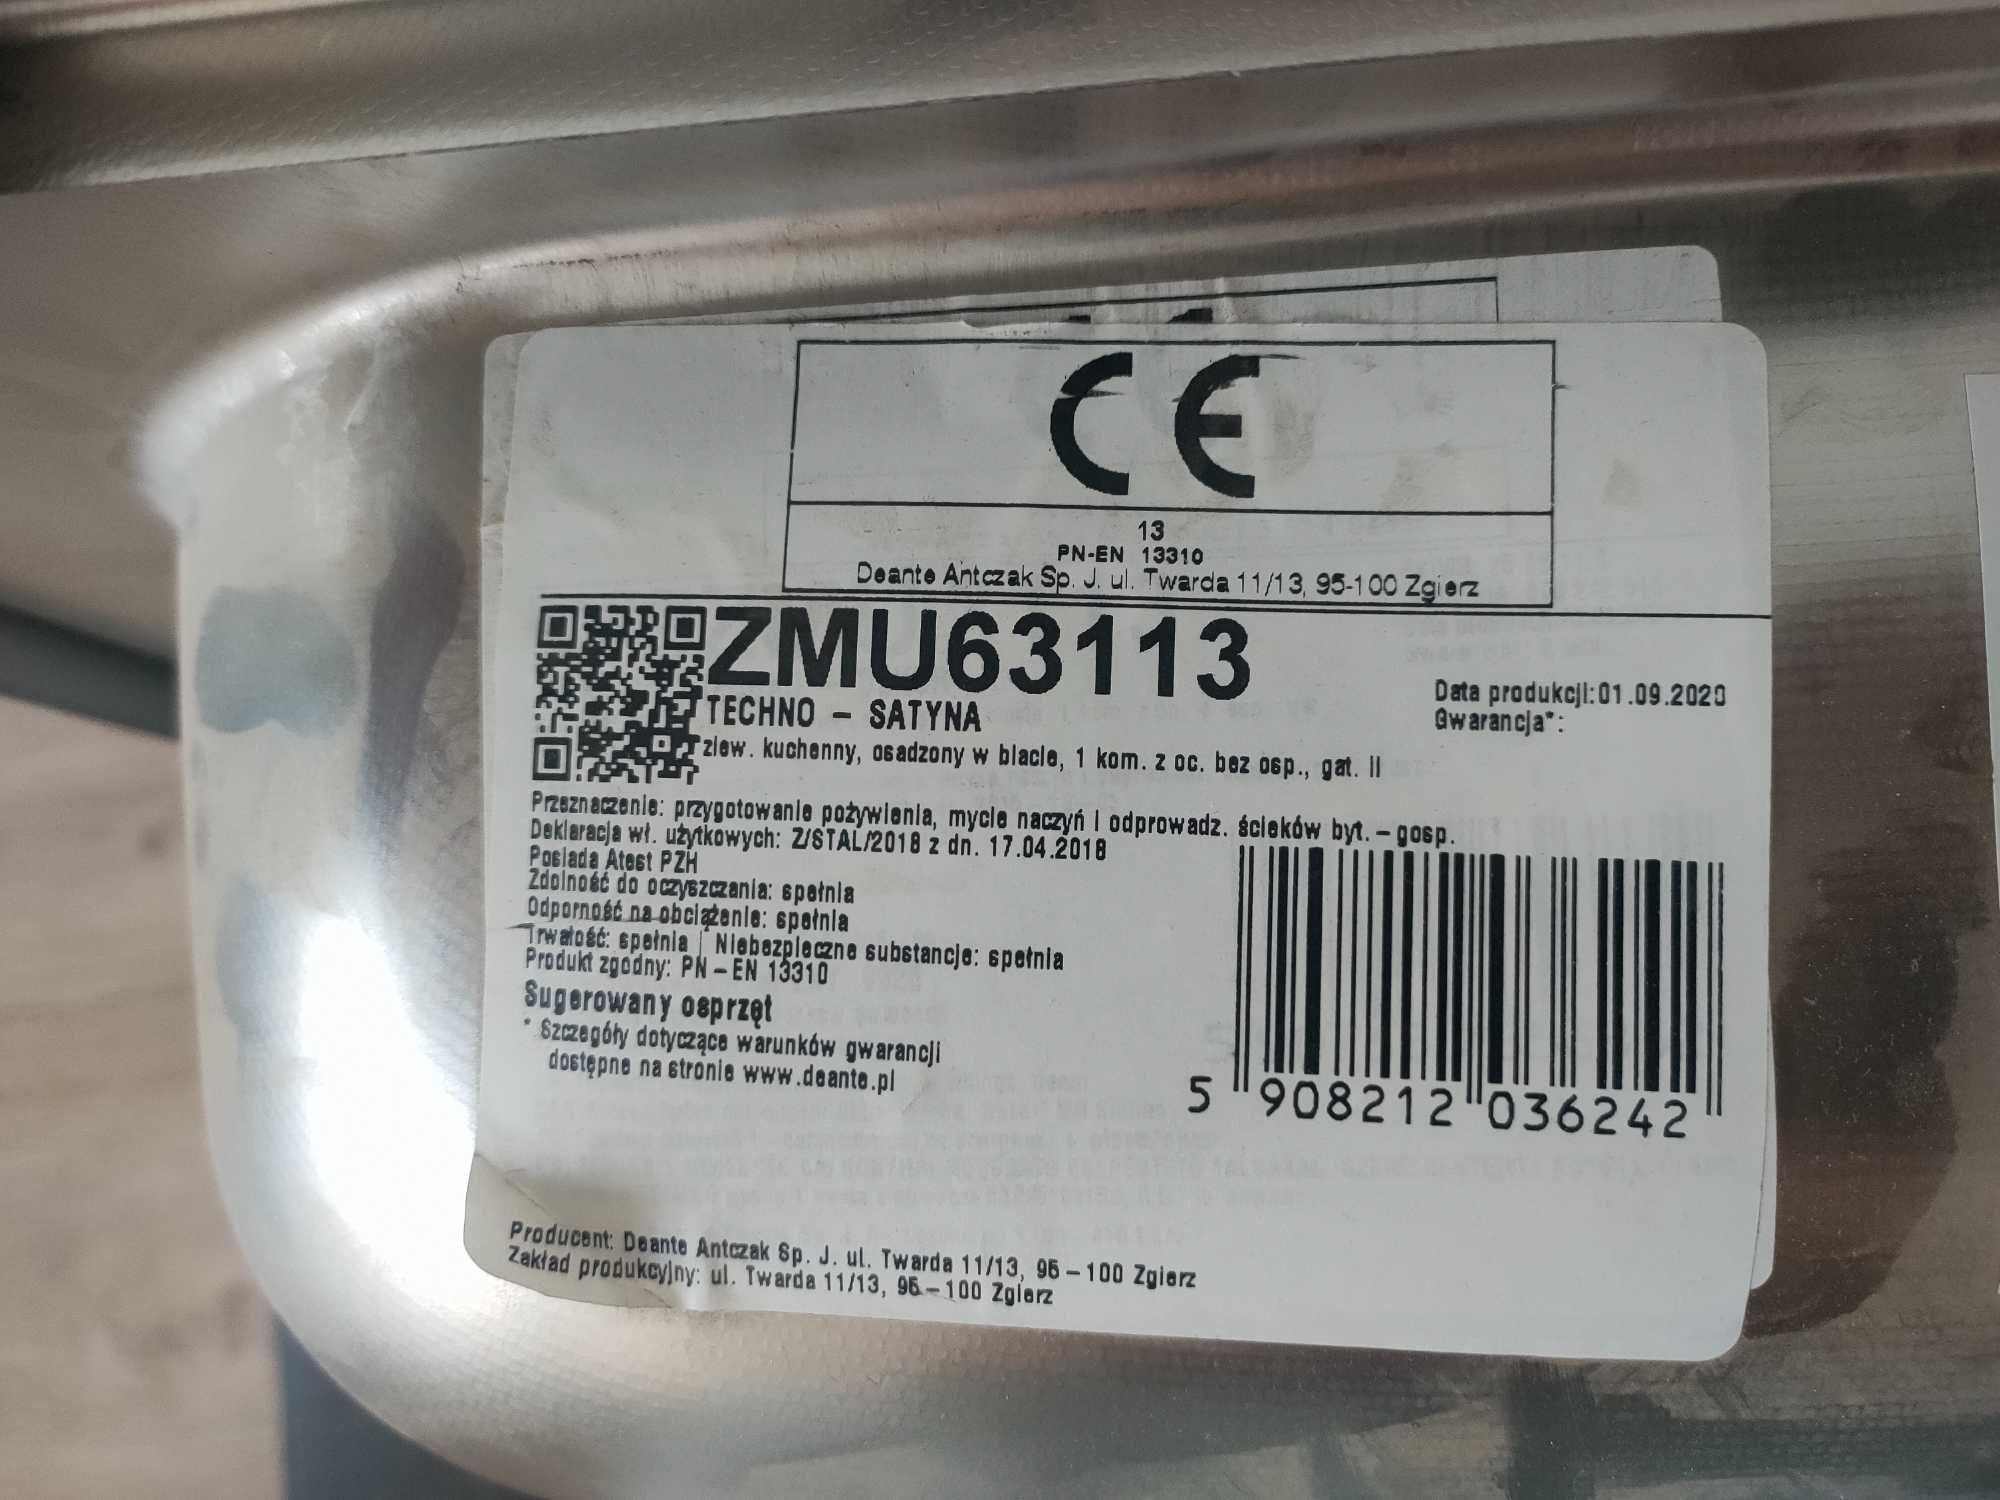 CE
13
PN-EN 13310
Deante Antczak Sp. J. ul. Twarda 11/13, 95-100 Zgierz
ZMU63113
TECHNO - SATYNA
Data produkcji:01.09.2020
Gwarancja*:
zlew. kuchenny, osadzony w blacie, 1 kom. z oc. bez osp., gat. II
Przeznaczenie: przygotowanie pożywienia, mycie naczyń i odprowadz. ścieków byt. - gosp.
Deklaracja wł. użytkowych: Z/STAL/2018 z dn. 17.04.2018
Posiada Atest PZH
Zdolność do oczyszczania: spełnia
Odporność na obciążenie: spełnia
Trwałość: spełnia | Niebezpieczne substancje: spełnia
Produkt zgodny: PN - EN 13310
Sugerowany osprzęt
* Szczegóły dotyczące warunków gwarancji
dostępne na stronie www.deante.pl
5 908212 036242
Producent: Deante Antczak Sp. J. ul. Twarda 11/13, 95 - 100 Zgierz
Zakład produkcyjny: ul. Twarda 11/13, 95 - 100 Zgierz